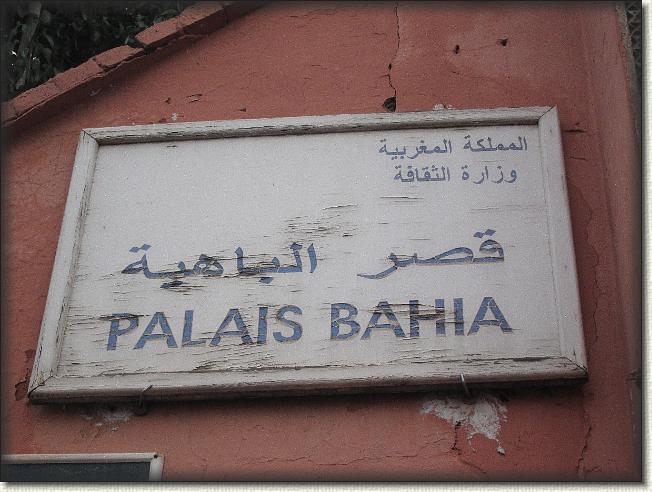 المملكة المغربية
وزارة الثقافة
قصر الباهية
PALAIS BAHIA